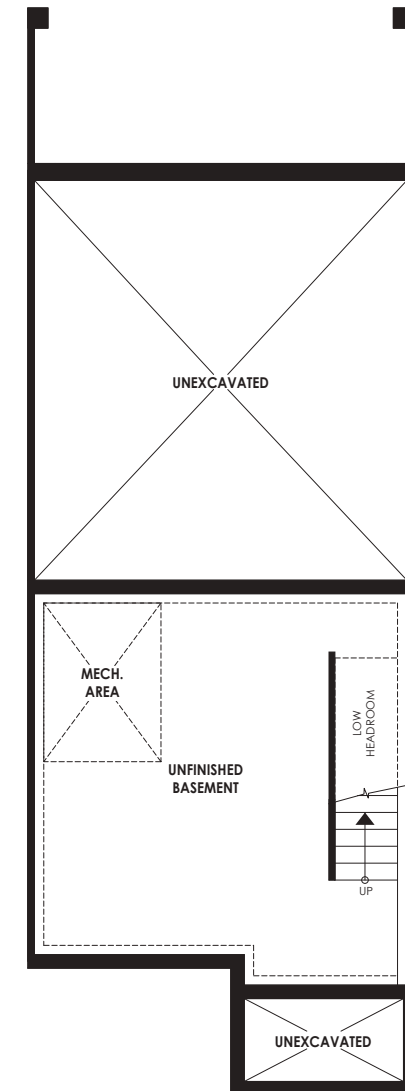 UNEXCAVATED
MECH.
AREA
LOW
HEADROOM
UNFINISHED
BASEMENT
UP
UNEXCAVATED